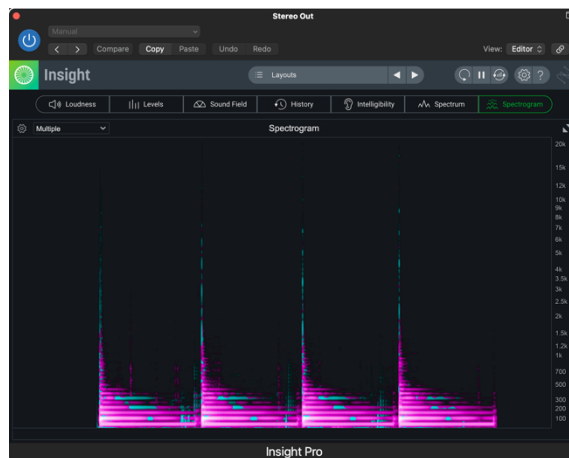 Stereo Out
Manual
Compare Copy Paste Undo Redo
View: Editor
Insight
Layouts
Loudness Levels Sound Field History Intelligibility Spectrum Spectrogram
Multiple Spectrogram
20k
15k
12k
10k
9k
8k
7k
6k
5k
4k
3.5k
3k
2.5k
2k
1.5k
1.2k
1k
700
500
300
200
100
Insight Pro